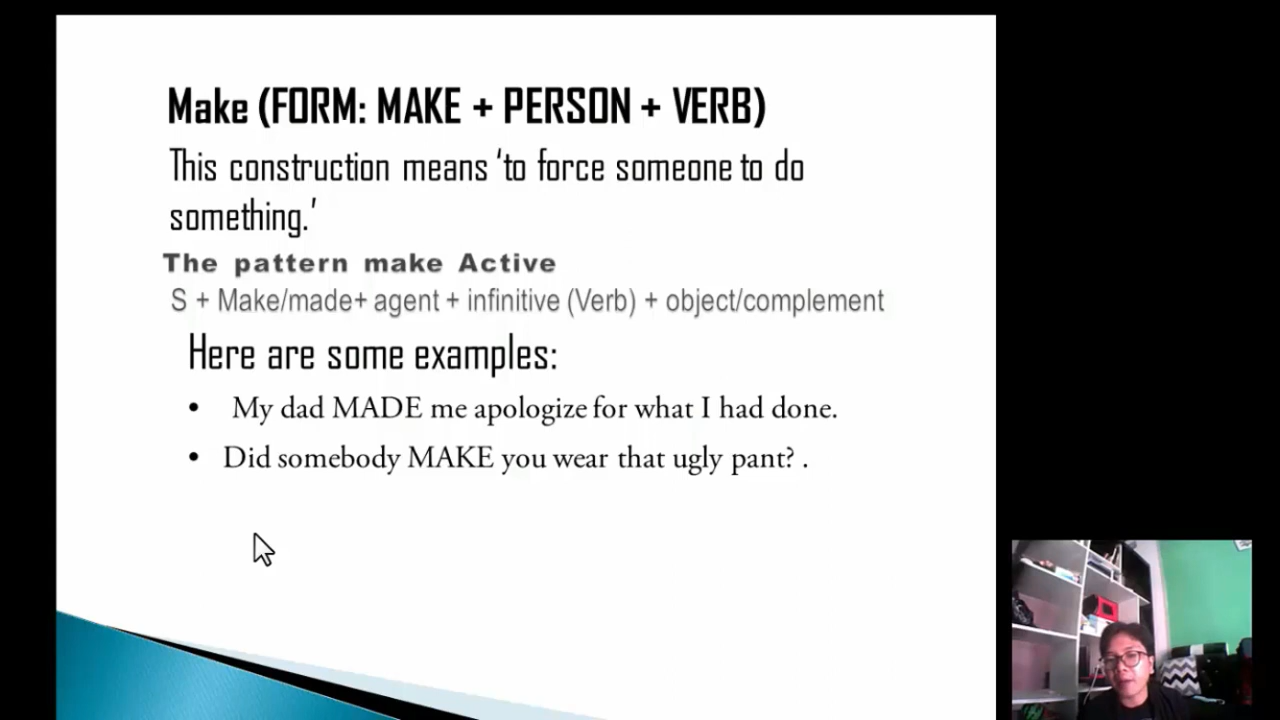 Make (FORM: MAKE + PERSON + VERB)
This construction means ‘to force someone to do
something.’
The pattern make Active
S + Make/made+ agent + infinitive (Verb) + object/complement
Here are some examples:
• My dad MADE me apologize for what I had done.
• Did somebody MAKE you wear that ugly pant? .